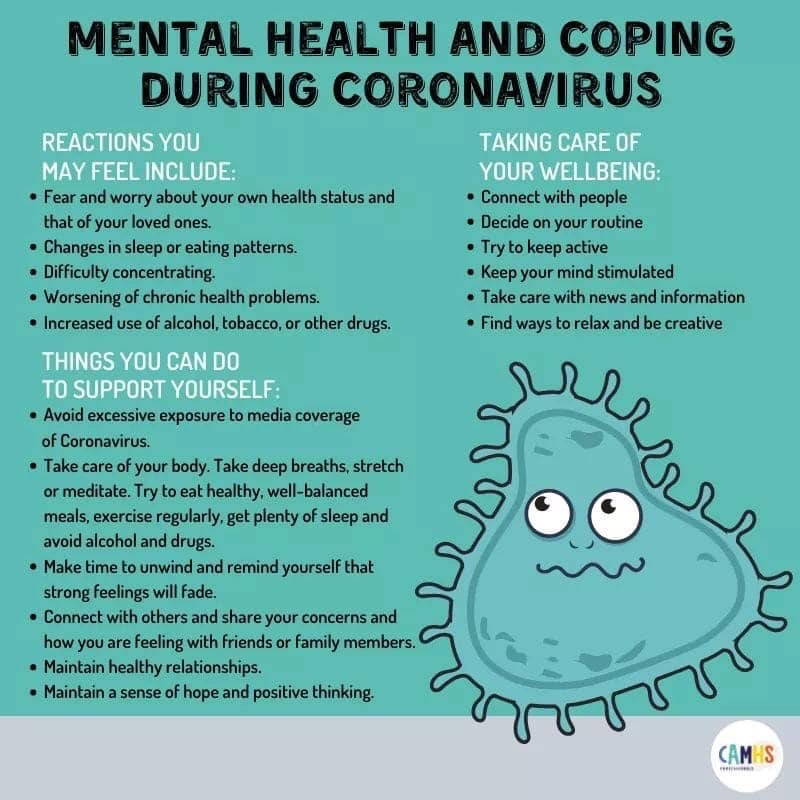 MENTAL HEALTH AND COPING
DURING CORONAVIRUS
REACTIONS YOU
MAY FEEL INCLUDE:
• Fear and worry about your own health status and
that of your loved ones.
• Changes in sleep or eating patterns.
• Difficulty concentrating.
• Worsening of chronic health problems.
• Increased use of alcohol, tobacco, or other drugs.
THINGS YOU CAN DO
TO SUPPORT YOURSELF:
• Avoid excessive exposure to media coverage
of Coronavirus.
• Take care of your body. Take deep breaths, stretch
or meditate. Try to eat healthy, well-balanced
meals, exercise regularly, get plenty of sleep and
avoid alcohol and drugs.
• Make time to unwind and remind yourself that
strong feelings will fade.
• Connect with others and share your concerns and
how you are feeling with friends or family members.
• Maintain healthy relationships.
• Maintain a sense of hope and positive thinking.
TAKING CARE OF
YOUR WELLBEING:
• Connect with people
• Decide on your routine
• Try to keep active
• Keep your mind stimulated
• Take care with news and information
• Find ways to relax and be creative
CAMHS